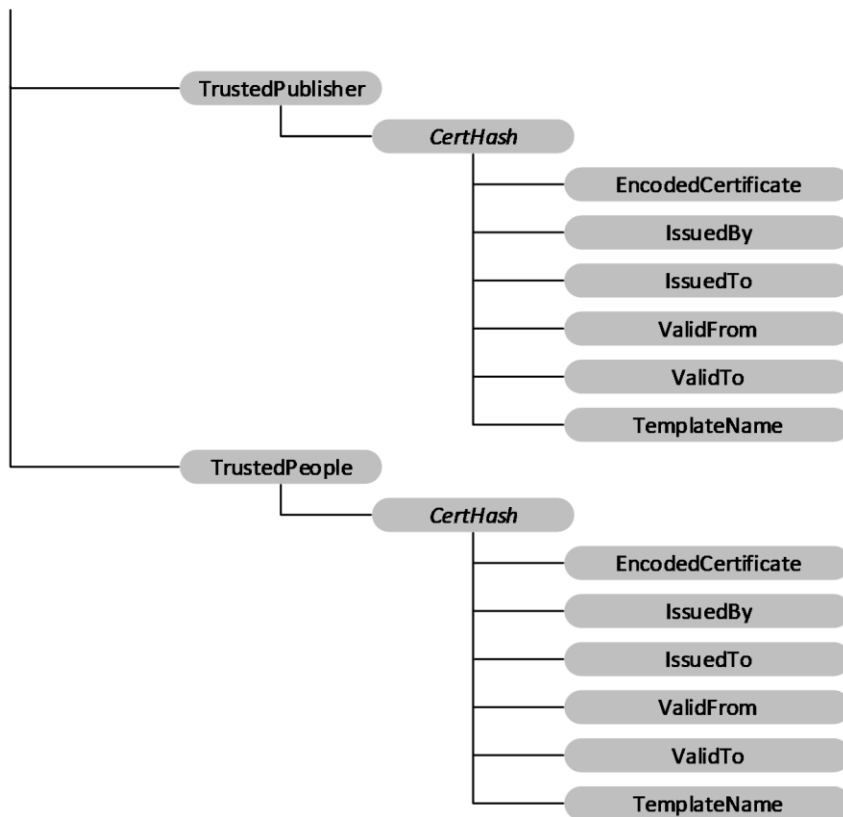 TrustedPublisher
CertHash
EncodedCertificate
IssuedBy
IssuedTo
ValidFrom
ValidTo
TemplateName
TrustedPeople
CertHash
EncodedCertificate
IssuedBy
IssuedTo
ValidFrom
ValidTo
TemplateName